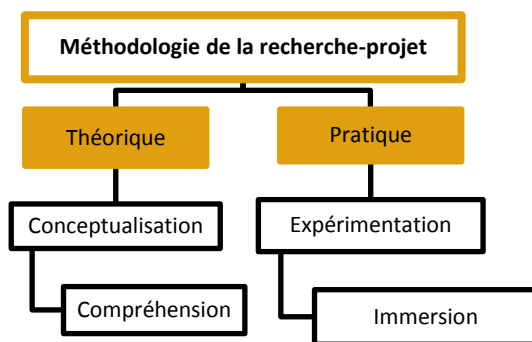 Méthodologie de la recherche-projet
Théorique
Pratique
Conceptualisation
Expérimentation
Compréhension
Immersion